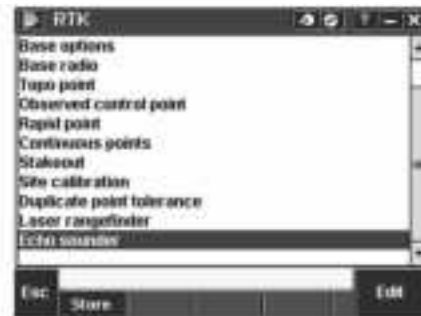 RTK ? - X
Base options
Base radio
Topo point
Observed control point
Rapid point
Continuous points
Stakeout
Site calibration
Duplicate point tolerance
Laser rangefinder
Echo sounder
Esc Edit
Store